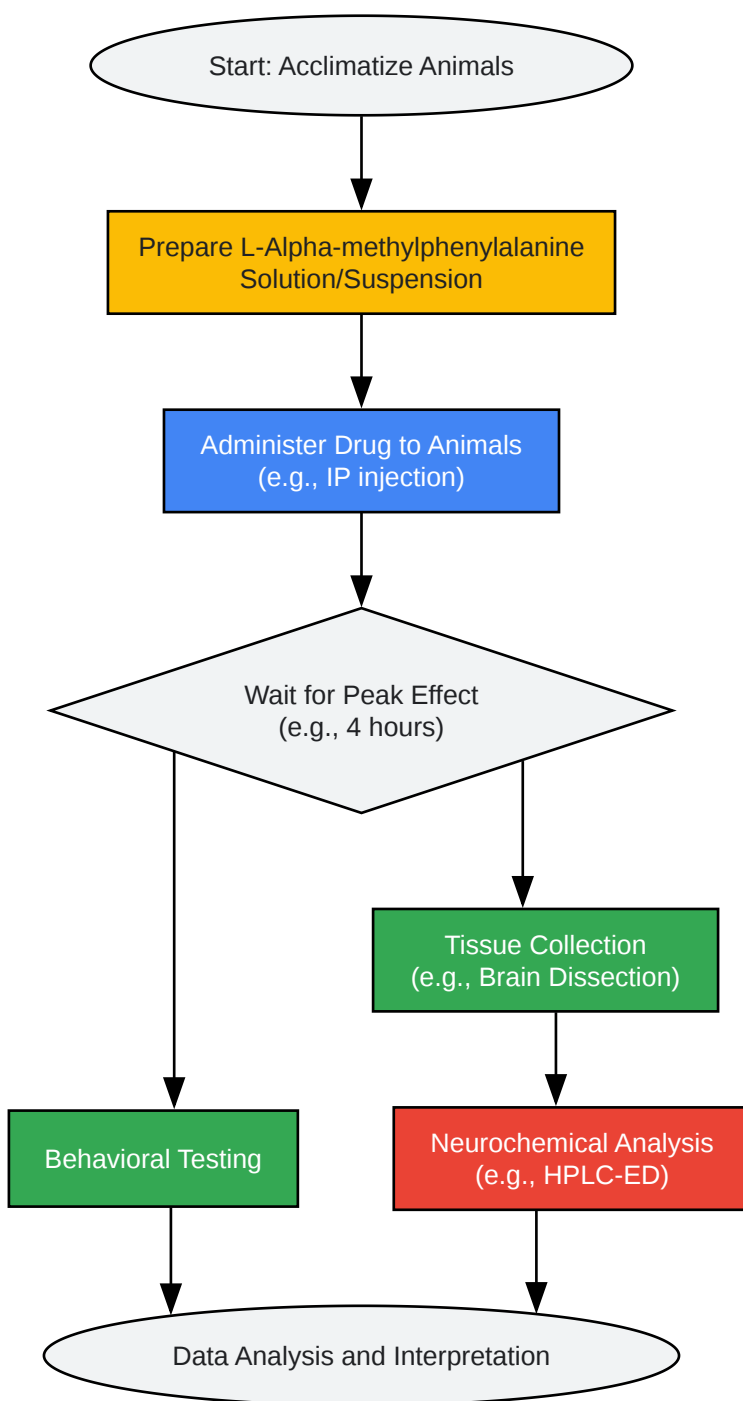 Start: Acclimatize Animals
Prepare L-Alpha-methylphenylalanine
Solution/Suspension
Administer Drug to Animals
(e.g., IP injection)
Wait for Peak Effect
(e.g., 4 hours)
Tissue Collection
(e.g., Brain Dissection)
Behavioral Testing
Neurochemical Analysis
(e.g., HPLC-ED)
Data Analysis and Interpretation